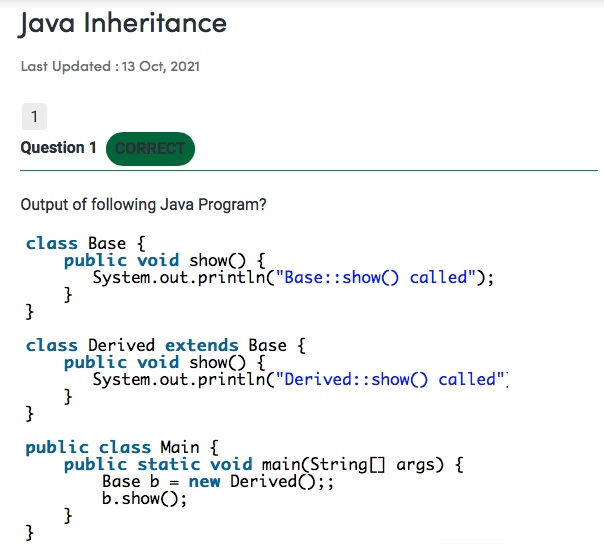 Java Inheritance
Last Updated : 13 Oct, 2021
1
Question 1 CORRECT
Output of following Java Program?
class Base {
    public void show() {
       System.out.println("Base::show() called");
    }
}
class Derived extends Base {
    public void show() {
       System.out.println("Derived::show() called"
    }
}
public class Main {
    public static void main(String[] args) {
        Base b = new Derived();;
        b.show();
    }
}